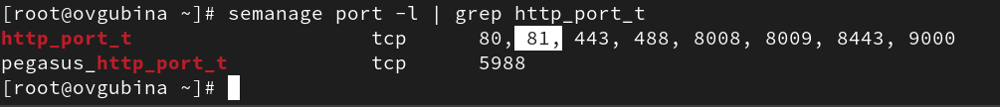 [root@ovgubina ~]# semanage port -l | grep http_port_t
http_port_t                    tcp      80, 81, 443, 488, 8008, 8009, 8443, 9000
pegasus_http_port_t            tcp      5988
[root@ovgubina ~]#